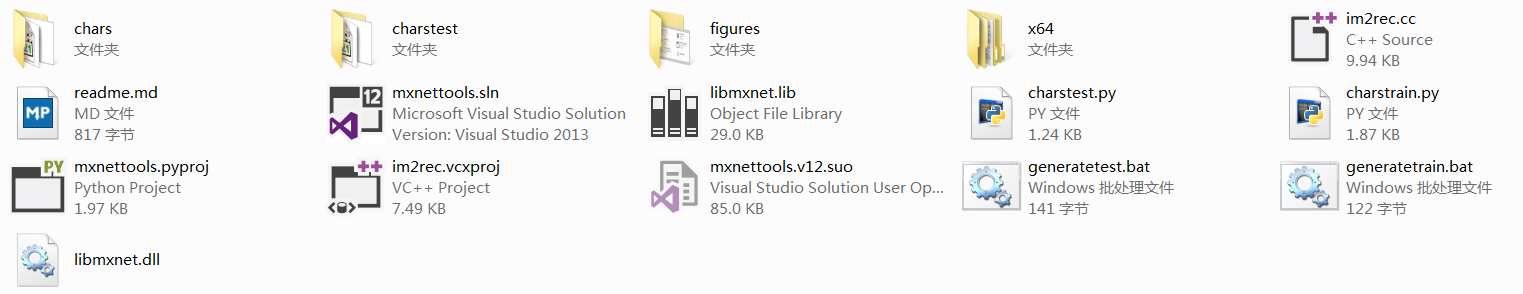 chars
文件夹
charstest
文件夹
figures
文件夹
x64
文件夹
++
im2rec.cc
C++ Source
9.94 KB
MP
readme.md
MD 文件
817 字节
12
mxnettools.sln
Microsoft Visual Studio Solution
Version: Visual Studio 2013
libmxnet.lib
Object File Library
29.0 KB
charstest.py
PY 文件
1.24 KB
charstrain.py
PY 文件
1.87 KB
PY
mxnettools.pyproj
Python Project
1.97 KB
++
im2rec.vcxproj
VC++ Project
7.49 KB
mxnettools.v12.suo
Visual Studio Solution User Op...
85.0 KB
generatetest.bat
Windows 批处理文件
141 字节
generatetrain.bat
Windows 批处理文件
122 字节
libmxnet.dll